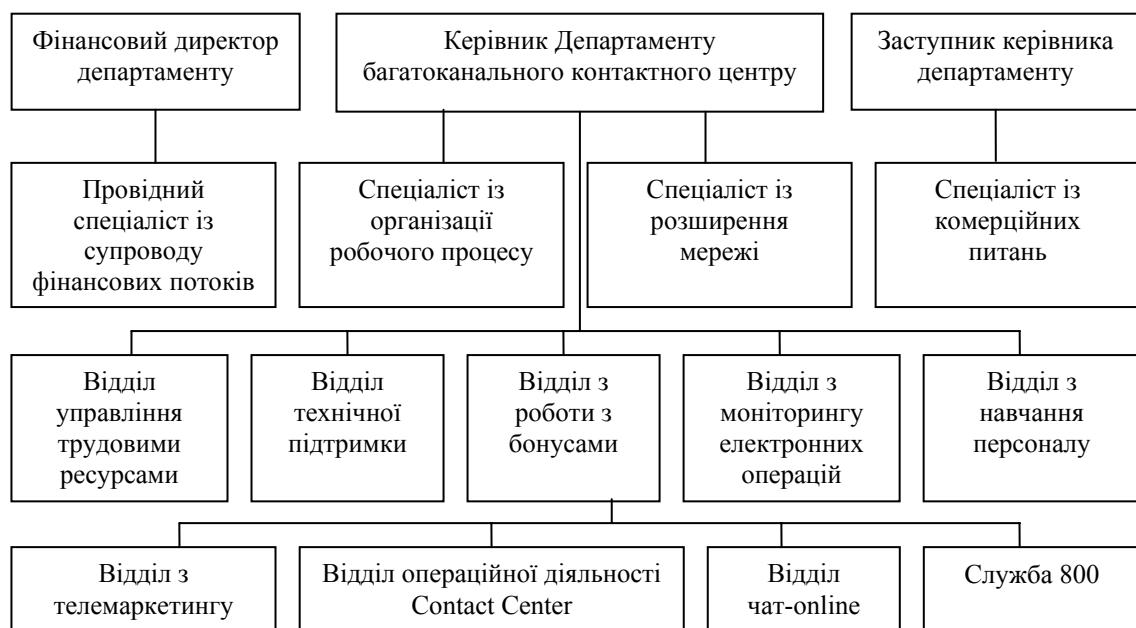 Фінансовий директор
департаменту
Керівник Департаменту
багатоканального контактного центру
Заступник керівника
департаменту
Провідний
спеціаліст із
супроводу
фінансових потоків
Спеціаліст із
організації
робочого процесу
Спеціаліст із
розширення
мережі
Спеціаліст із
комерційних
питань
Відділ
управління
трудовими
ресурсами
Відділ
технічної
підтримки
Відділ з
роботи з
бонусами
Відділ з
моніторингу
електронних
операцій
Відділ з
навчання
персоналу
Відділ з
телемаркетингу
Відділ операційної діяльності
Contact Center
Відділ
чат-online
Служба 800